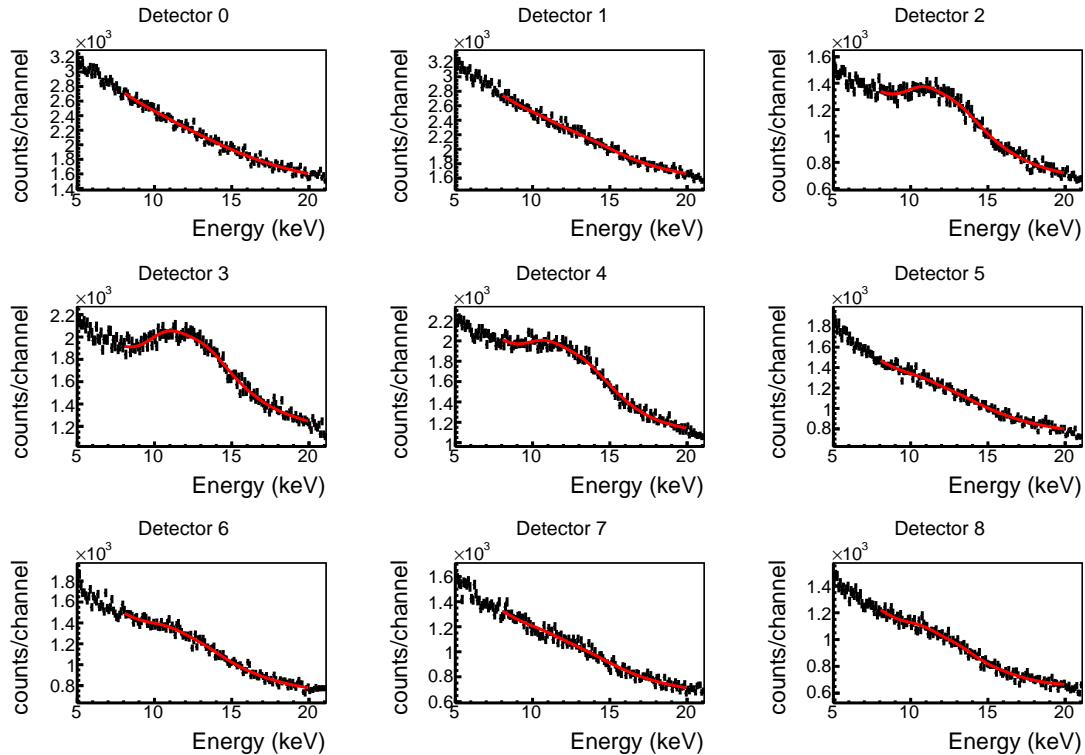 Detector 0
×10³
counts/channel
3.2
3
2.8
2.6
2.4
2.2
2
1.8
1.6
1.4
5 10 15 20
Energy (keV)
Detector 1
×10³
counts/channel
3.2
3
2.8
2.6
2.4
2.2
2
1.8
1.6
5 10 15 20
Energy (keV)
Detector 2
×10³
counts/channel
1.6
1.4
1.2
1
0.8
0.6
5 10 15 20
Energy (keV)
Detector 3
×10³
counts/channel
2.2
2
1.8
1.6
1.4
1.2
5 10 15 20
Energy (keV)
Detector 4
×10³
counts/channel
2.2
2
1.8
1.6
1.4
1.2
1
5 10 15 20
Energy (keV)
Detector 5
×10³
counts/channel
1.8
1.6
1.4
1.2
1
0.8
5 10 15 20
Energy (keV)
Detector 6
×10³
counts/channel
1.8
1.6
1.4
1.2
1
0.8
5 10 15 20
Energy (keV)
Detector 7
×10³
counts/channel
1.6
1.4
1.2
1
0.8
0.6
5 10 15 20
Energy (keV)
Detector 8
×10³
counts/channel
1.4
1.2
1
0.8
0.6
5 10 15 20
Energy (keV)